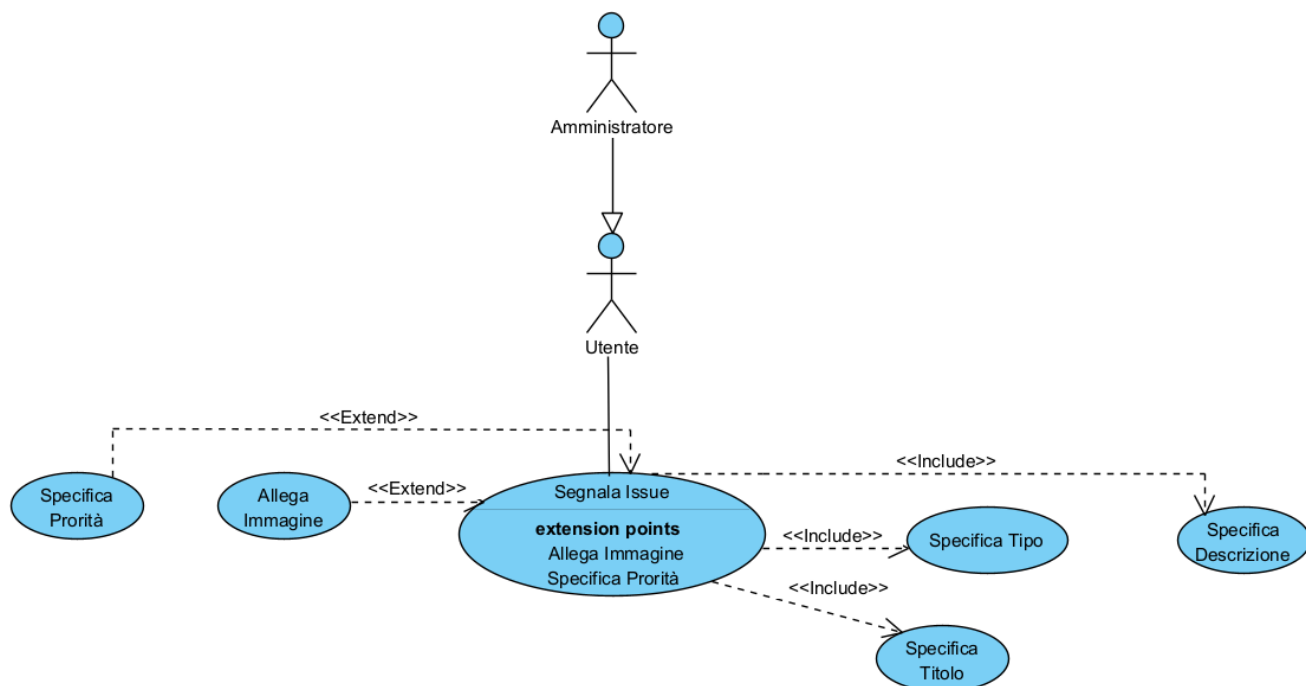 Amministratore
Utente
<<Extend>>
<<Include>>
Specifica
Prorità
Allega
Immagine
<<Extend>>
Segnala Issue
extension points
Allega Immagine
Specifica Prorità
<<Include>>
Specifica Tipo
Specifica
Descrizione
<<Include>>
Specifica
Titolo